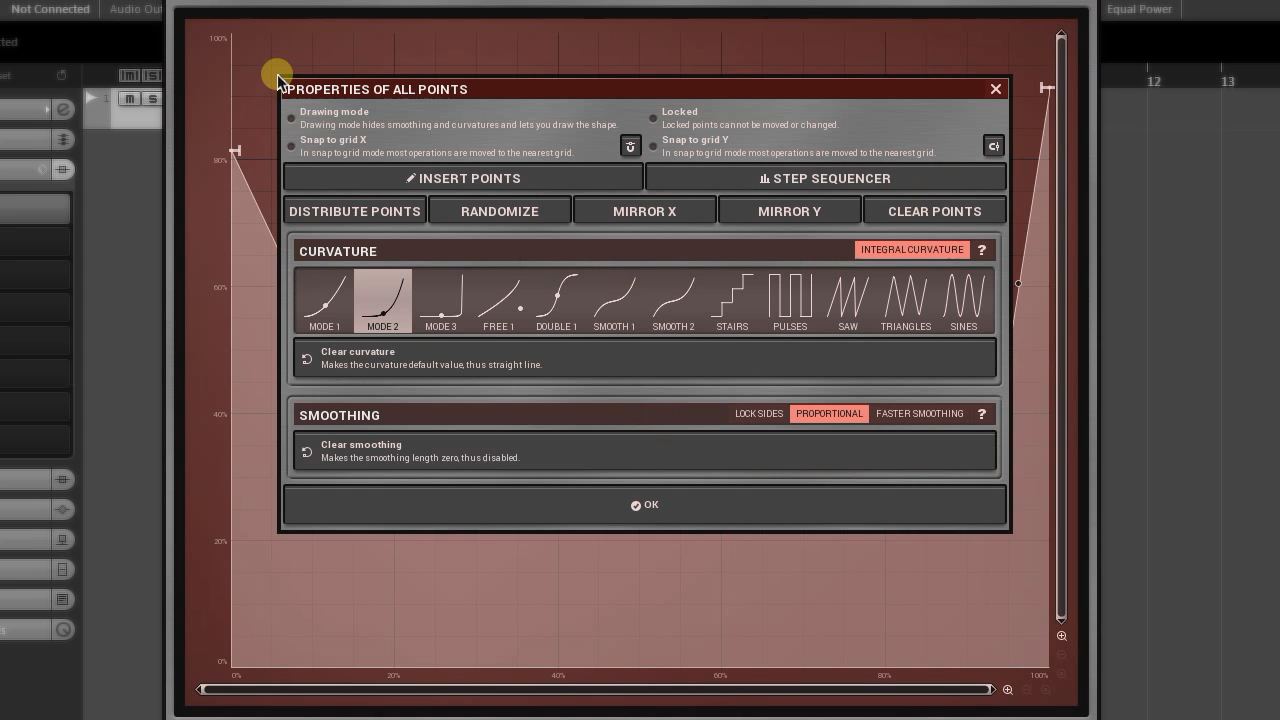 Not Connected Audio Out Equal Power
12 13
1 m s
PROPERTIES OF ALL POINTS
Drawing mode
Drawing mode hides smoothing and curvatures and lets you draw the shape.
Locked
Locked points cannot be moved or changed.
Snap to grid X
In snap to grid mode most operations are moved to the nearest grid.
Snap to grid Y
In snap to grid mode most operations are moved to the nearest grid.
INSERT POINTS STEP SEQUENCER
DISTRIBUTE POINTS RANDOMIZE MIRROR X MIRROR Y CLEAR POINTS
CURVATURE INTEGRAL CURVATURE ?
MODE 1 MODE 2 MODE 3 FREE 1 DOUBLE 1 SMOOTH 1 SMOOTH 2 STAIRS PULSES SAW TRIANGLES SINES
Clear curvature
Makes the curvature default value, thus straight line.
SMOOTHING LOCK SIDES PROPORTIONAL FASTER SMOOTHING ?
Clear smoothing
Makes the smoothing length zero, thus disabled.
OK
100%
80%
60%
40%
20%
0%
0% 20% 40% 60% 80% 100%